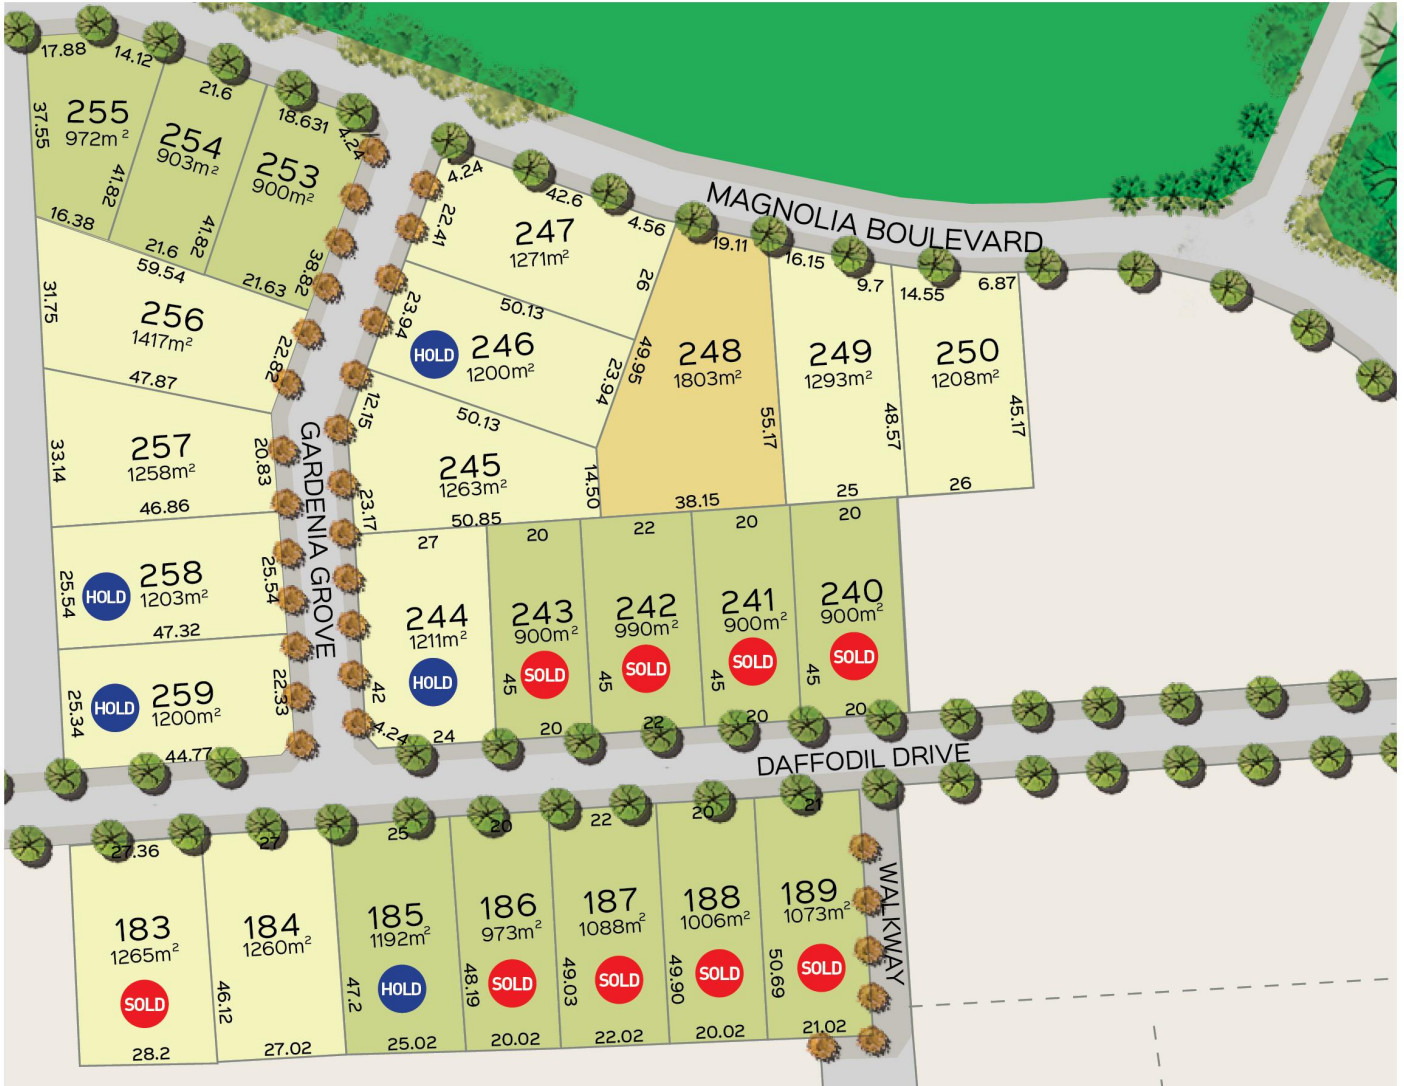 17.88
14.12
21.6
18.631
4.24
37.55
255
972m²
41.82
254
903m²
41.82
253
900m²
38.82
16.38
21.6
21.63
59.54
31.75
256
1417m²
22.82
47.87
33.14
257
1258m²
20.83
46.86
25.54
HOLD
258
1203m²
25.54
47.32
25.34
HOLD
259
1200m²
22.33
44.77
GARDENIA GROVE
MAGNOLIA BOULEVARD
4.24
42.6
4.56
22.41
247
1271m²
26
50.13
23.94
HOLD
246
1200m²
23.94
50.13
12.15
245
1263m²
14.50
23.17
50.85
19.11
49.95
248
1803m²
55.17
38.15
16.15
9.7
249
1293m²
48.57
25
14.55
6.87
250
1208m²
45.17
26
27
244
1211m²
HOLD
42
4.24
24
20
243
900m²
SOLD
45
20
22
242
990m²
SOLD
45
22
20
241
900m²
SOLD
45
20
20
240
900m²
SOLD
45
20
DAFFODIL DRIVE
27.36
183
1265m²
SOLD
28.2
27
184
1260m²
46.12
27.02
25
185
1192m²
HOLD
47.2
25.02
20
186
973m²
SOLD
48.19
20.02
22
187
1088m²
SOLD
49.03
22.02
20
188
1006m²
SOLD
49.90
20.02
21
189
1073m²
SOLD
50.69
21.02
WALKWAY